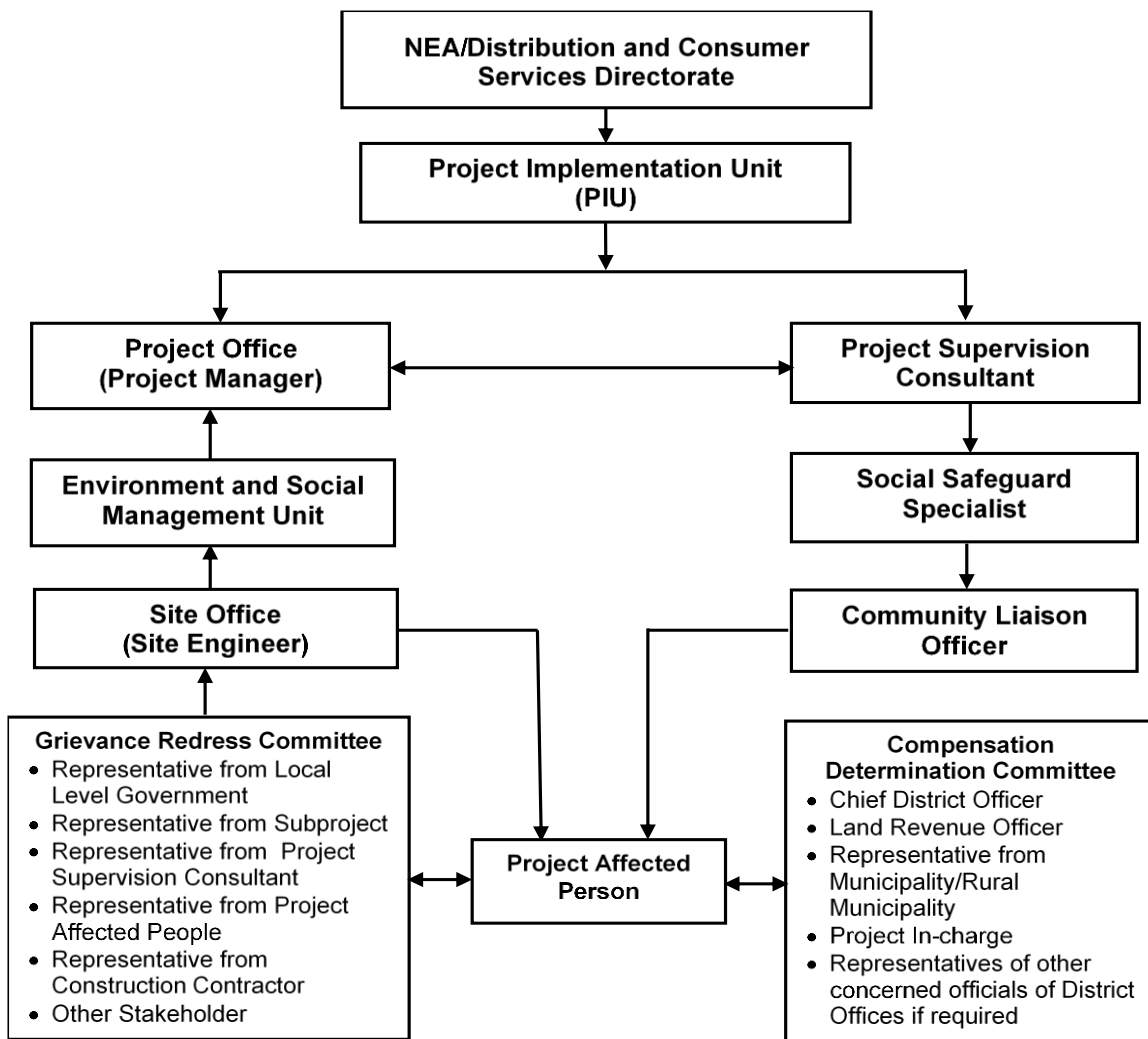 NEA/Distribution and Consumer
Services Directorate
Project Implementation Unit
(PIU)
Project Office
(Project Manager)
Project Supervision
Consultant
Environment and Social
Management Unit
Social Safeguard
Specialist
Site Office
(Site Engineer)
Community Liaison
Officer
Grievance Redress Committee
• Representative from Local
Level Government
• Representative from Subproject
• Representative from Project
Supervision Consultant
• Representative from Project
Affected People
• Representative from
Construction Contractor
• Other Stakeholder
Project Affected
Person
Compensation
Determination Committee
• Chief District Officer
• Land Revenue Officer
• Representative from
Municipality/Rural
Municipality
• Project In-charge
• Representatives of other
concerned officials of District
Offices if required